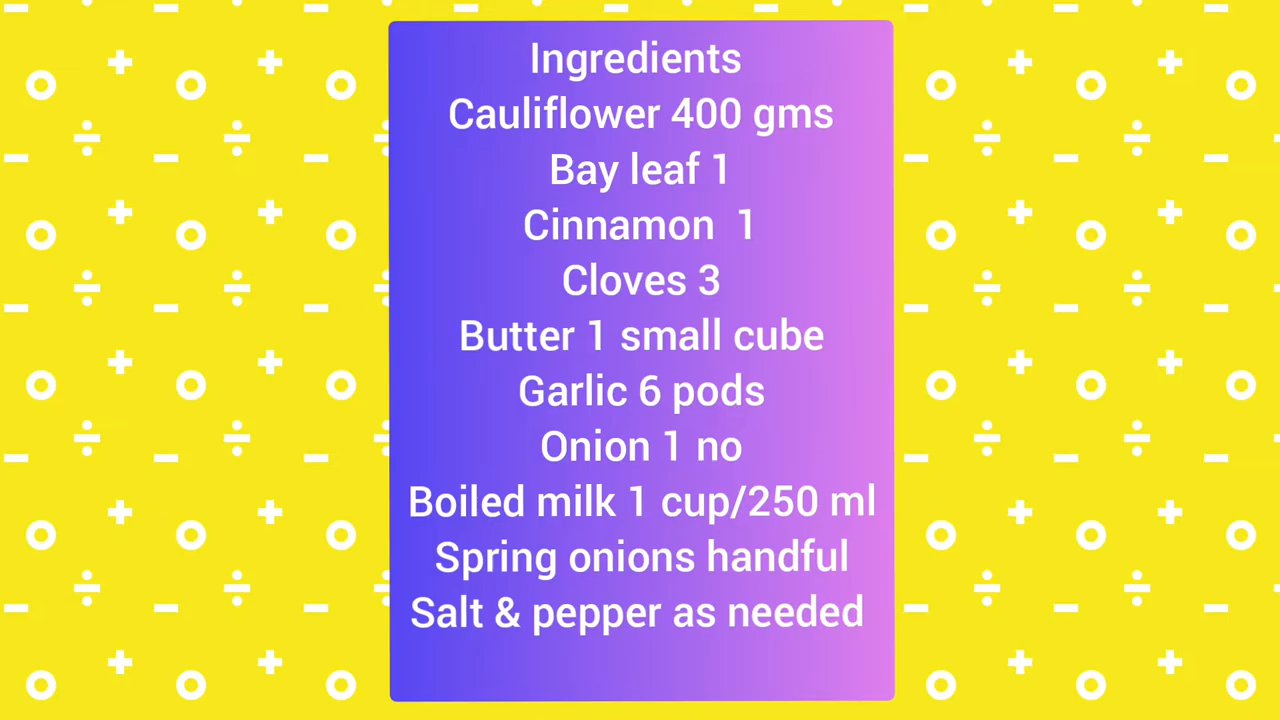 Ingredients
Cauliflower 400 gms
Bay leaf 1
Cinnamon 1
Cloves 3
Butter 1 small cube
Garlic 6 pods
Onion 1 no
Boiled milk 1 cup/250 ml
Spring onions handful
Salt & pepper as needed